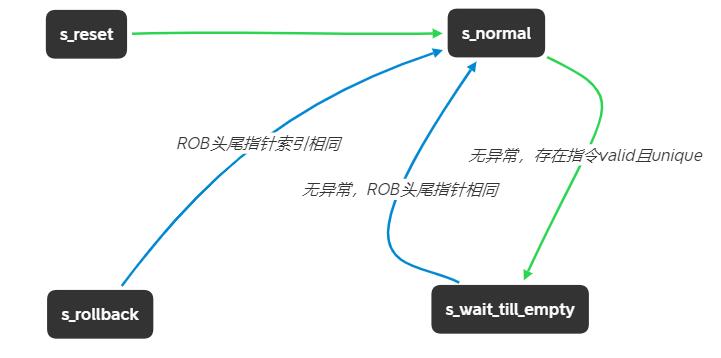 s_reset
s_normal
ROB头尾指针索引相同
无异常，存在指令valid且unique
无异常，ROB头尾指针相同
s_rollback
s_wait_till_empty